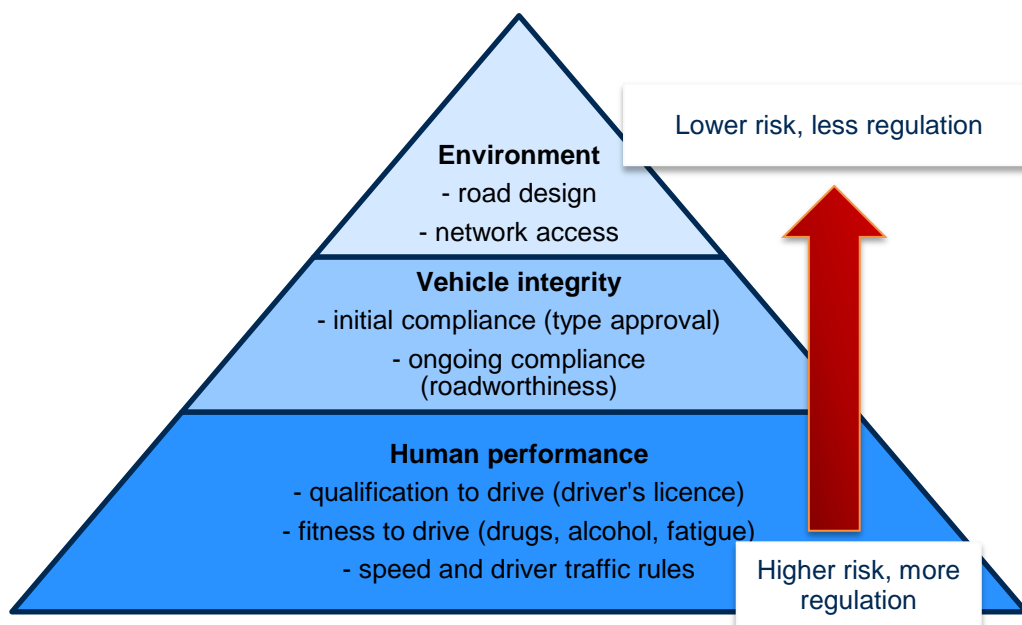 Lower risk, less regulation
Environment
- road design
- network access
Vehicle integrity
- initial compliance (type approval)
- ongoing compliance
(roadworthiness)
Human performance
- qualification to drive (driver's licence)
- fitness to drive (drugs, alcohol, fatigue)
- speed and driver traffic rules
Higher risk, more
regulation